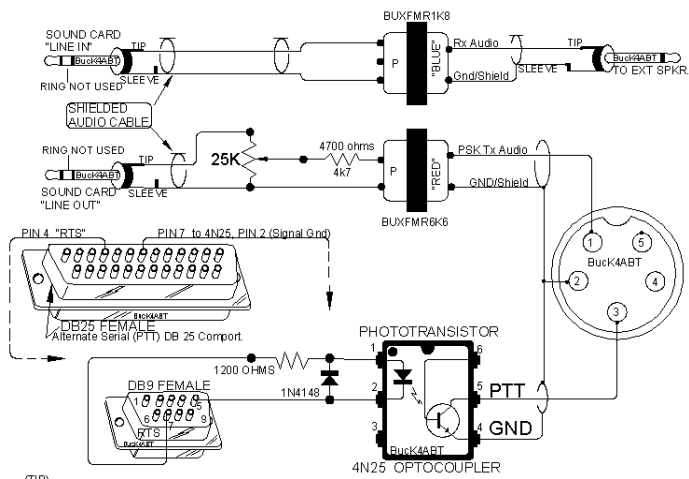 BUXFMR1K8
SOUND CARD
"LINE IN"
TIP
BucK4ABT
RING NOT USED
SLEEVE
P
"BLUE"
Rx Audio
Gnd/Shield
TIP
SLEEVE
BucK4ABT
TO EXT SPKR.
SHIELDED
AUDIO CABLE
RING NOT USED
TIP
BucK4ABT
SLEEVE
SOUND CARD
"LINE OUT"
25K
4700 ohms
4k7
P
"RED"
PSK Tx Audio
GND/Shield
BUXFMR6K6
PIN 4 "RTS"
PIN 7 to 4N25, PIN 2 (Signal Gnd)
1
5
BucK4ABT
2
4
3
BucK4ABT
DB25 FEMALE
Alternate Serial (PTT) DB 25 Comport.
PHOTOTRANSISTOR
1
6
1200 OHMS
1N4148
2
5
PTT
3
4
GND
BucK4ABT
4N25 OPTOCOUPLER
DB9 FEMALE
1
5
6
7
9
RTS
BucK4ABT
(TIP)